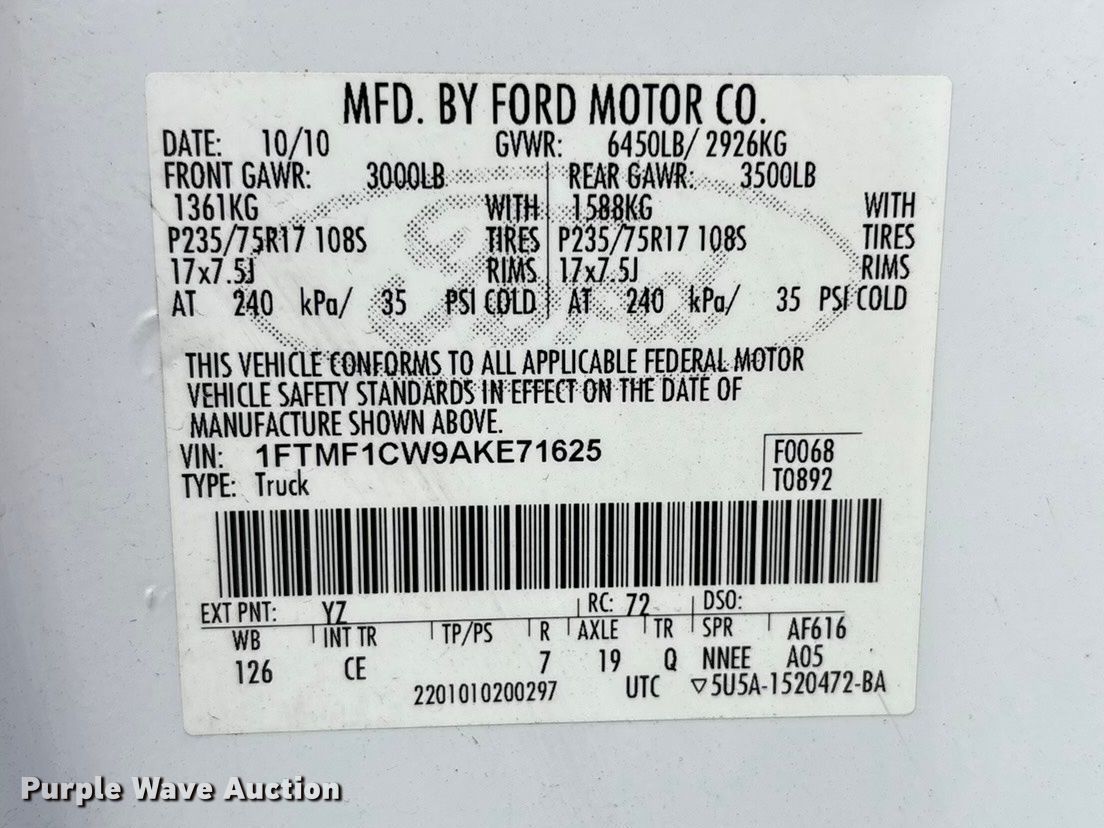 MFD. BY FORD MOTOR CO.
DATE: 10/10 GVWR: 6450LB/ 2926KG
FRONT GAWR: 3000LB REAR GAWR: 3500LB
1361KG WITH 1588KG WITH
P235/75R17 108S TIRES P235/75R17 108S TIRES
17x7.5J RIMS 17x7.5J RIMS
AT 240 kPa/ 35 PSI COLD AT 240 kPa/ 35 PSI COLD
THIS VEHICLE CONFORMS TO ALL APPLICABLE FEDERAL MOTOR
VEHICLE SAFETY STANDARDS IN EFFECT ON THE DATE OF
MANUFACTURE SHOWN ABOVE.
VIN: 1FTMF1CW9AKE71625 F0068
TYPE: Truck T0892
EXT PNT: YZ RC: 72 DSO:
WB INT TR TP/PS R AXLE TR SPR AF616
126 CE 7 19 Q NNEE A05
2201010200297 UTC ▽5U5A-1520472-BA
Ford
Purple Wave Auction